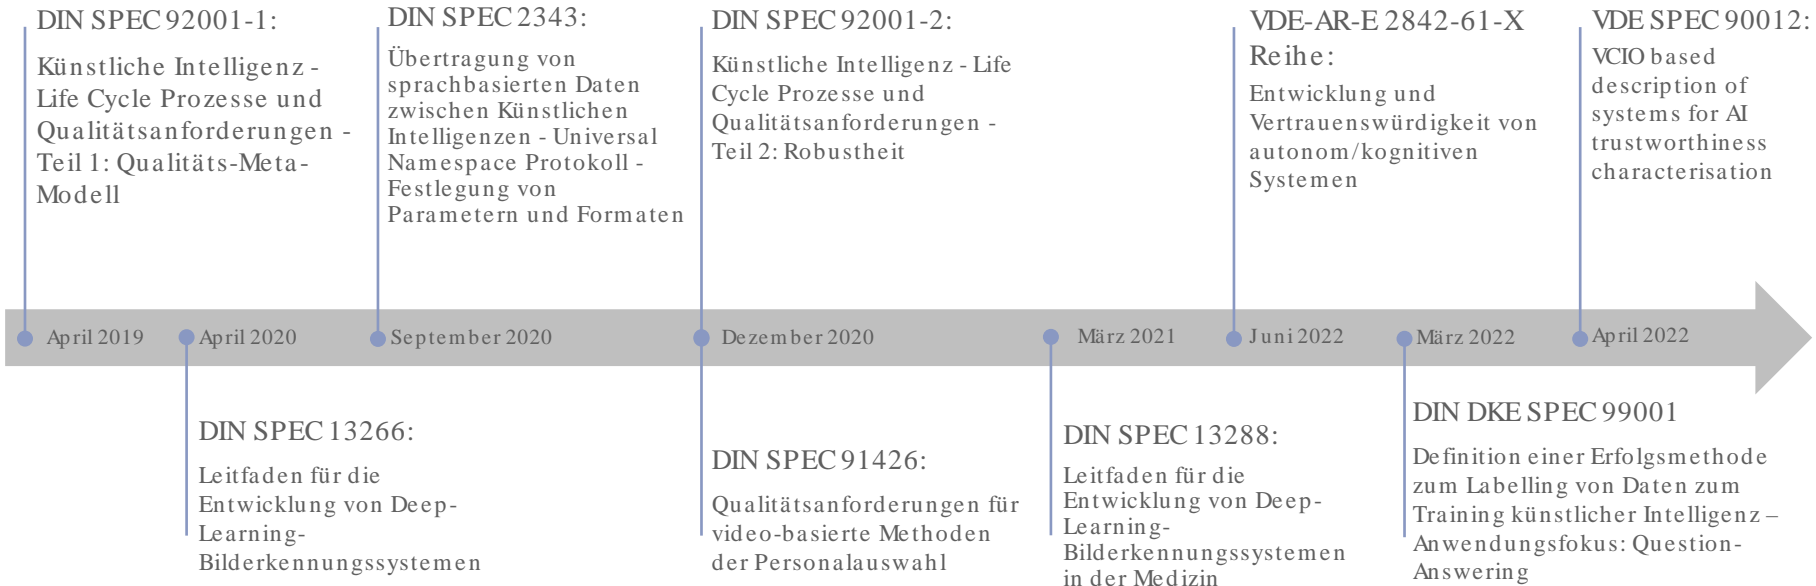 DIN SPEC 92001-1:
Künstliche Intelligenz -
Life Cycle Prozesse und
Qualitätsanforderungen -
Teil 1: Qualitäts-Meta-
Modell
DIN SPEC 2343:
Übertragung von
sprachbasierten Daten
zwischen Künstlichen
Intelligenzen - Universal
Namespace Protokoll -
Festlegung von
Parametern und Formaten
DIN SPEC 92001-2:
Künstliche Intelligenz - Life
Cycle Prozesse und
Qualitätsanforderungen -
Teil 2: Robustheit
VDE-AR-E 2842-61-X
Reihe:
Entwicklung und
Vertrauenswürdigkeit von
autonom/kognitiven
Systemen
VDE SPEC 90012:
VCIO based
description of
systems for AI
trustworthiness
characterisation
April 2019
April 2020
September 2020
Dezember 2020
März 2021
Juni 2022
März 2022
April 2022
DIN SPEC 13266:
Leitfaden für die
Entwicklung von Deep-
Learning-
Bilderkennungssystemen
DIN SPEC 91426:
Qualitätsanforderungen für
video-basierte Methoden
der Personalauswahl
DIN SPEC 13288:
Leitfaden für die
Entwicklung von Deep-
Learning-
Bilderkennungssystemen
in der Medizin
DIN DKE SPEC 99001
Definition einer Erfolgsmethode
zum Labelling von Daten zum
Training künstlicher Intelligenz –
Anwendungsfokus: Question-
Answering